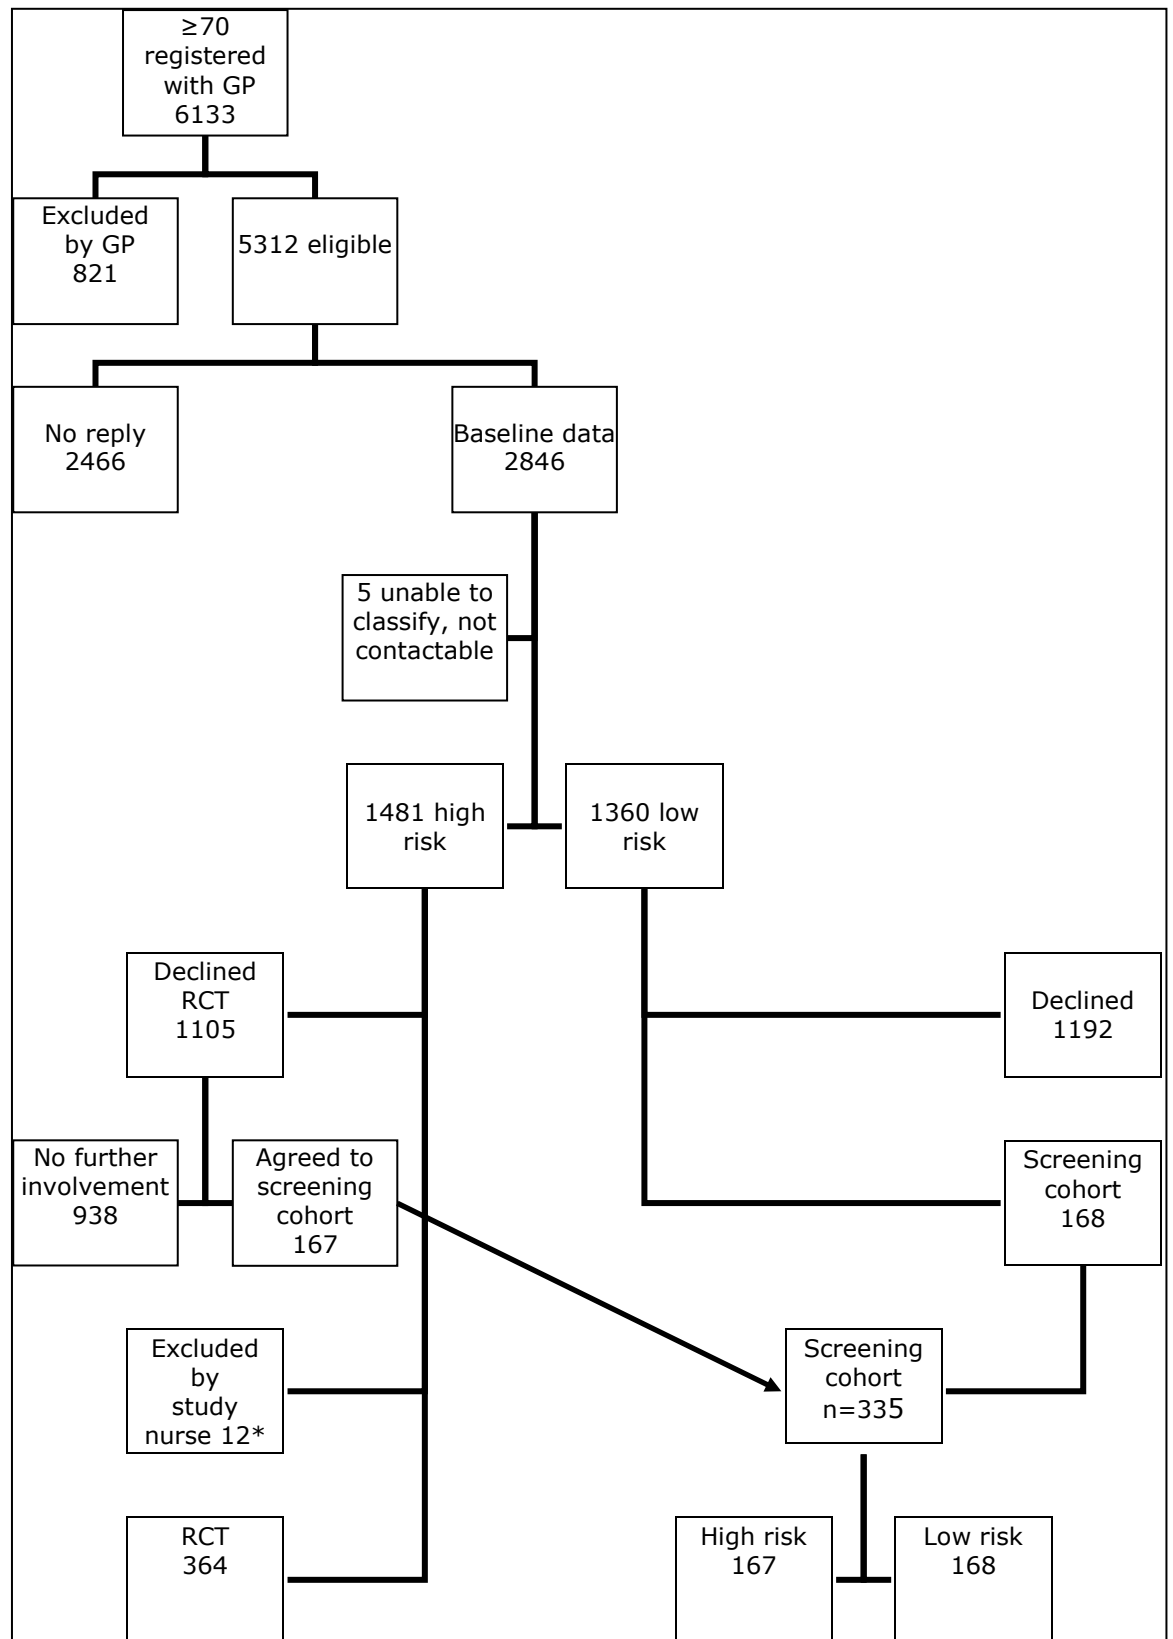 ≥70
registered
with GP
6133
Excluded
by GP
821
5312 eligible
No reply
2466
Baseline data
2846
5 unable to
classify, not
contactable
1481 high
risk
1360 low
risk
Declined
RCT
1105
Declined
1192
No further
involvement
938
Agreed to
screening
cohort
167
Screening
cohort
168
Excluded
by
study
nurse 12*
Screening
cohort
n=335
RCT
364
High risk
167
Low risk
168